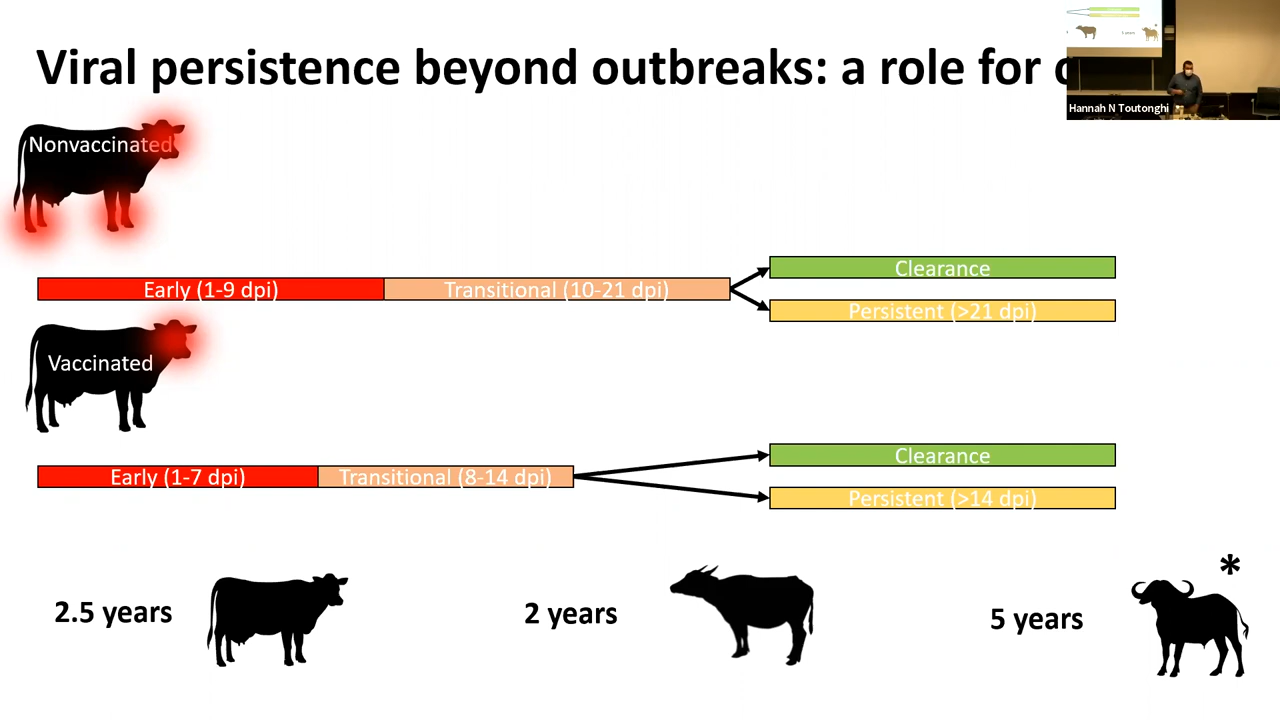 Viral persistence beyond outbreaks: a role for
Hannah N Toutonghi
Nonvaccinated
Early (1-9 dpi)
Transitional (10-21 dpi)
Clearance
Persistent (>21 dpi)
Vaccinated
Early (1-7 dpi)
Transitional (8-14 dpi)
Clearance
Persistent (>14 dpi)
2.5 years
2 years
5 years
*